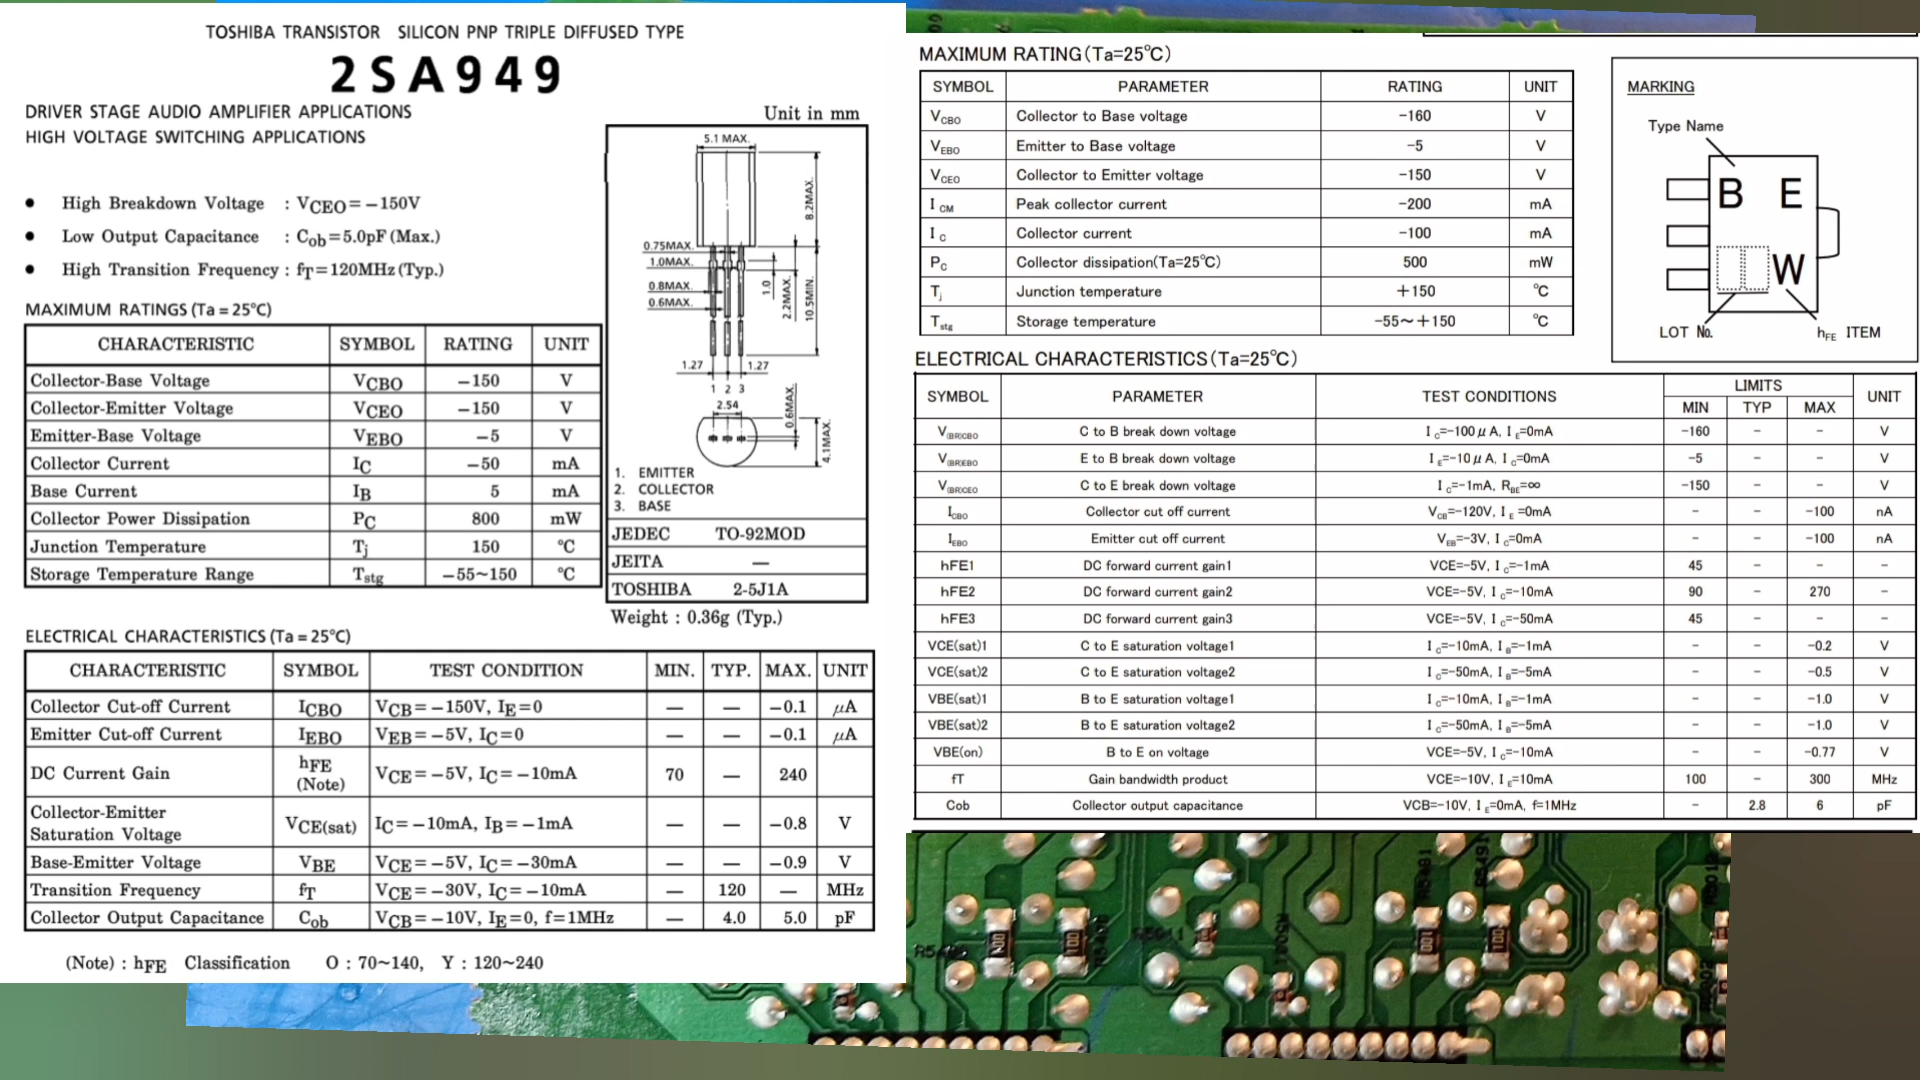 TOSHIBA TRANSISTOR SILICON PNP TRIPLE DIFFUSED TYPE
2SA949
DRIVER STAGE AUDIO AMPLIFIER APPLICATIONS
HIGH VOLTAGE SWITCHING APPLICATIONS
Unit in mm
● High Breakdown Voltage : VCEO=−150V
● Low Output Capacitance : Cob=5.0pF (Max.)
● High Transition Frequency : fT=120MHz (Typ.)
MAXIMUM RATINGS (Ta = 25°C)
CHARACTERISTIC SYMBOL RATING UNIT
Collector-Base Voltage VCBO −150 V
Collector-Emitter Voltage VCEO −150 V
Emitter-Base Voltage VEBO −5 V
Collector Current IC −50 mA
Base Current IB 5 mA
Collector Power Dissipation PC 800 mW
Junction Temperature Tj 150 °C
Storage Temperature Range Tstg −55~150 °C
5.1 MAX.
8.2MAX.
0.75MAX.
1.0MAX.
0.8MAX.
0.6MAX.
1.0
2.2MAX.
10.5MIN.
1.27 1.27
1 2 3
2.54
0.6MAX.
4.1MAX.
1. EMITTER
2. COLLECTOR
3. BASE
JEDEC TO-92MOD
JEITA —
TOSHIBA 2-5J1A
Weight : 0.36g (Typ.)
ELECTRICAL CHARACTERISTICS (Ta = 25°C)
CHARACTERISTIC SYMBOL TEST CONDITION MIN. TYP. MAX. UNIT
Collector Cut-off Current ICBO VCB=−150V, IE=0 — — −0.1 μA
Emitter Cut-off Current IEBO VEB=−5V, IC=0 — — −0.1 μA
DC Current Gain hFE (Note) VCE=−5V, IC=−10mA 70 — 240
Collector-Emitter Saturation Voltage VCE(sat) IC=−10mA, IB=−1mA — — −0.8 V
Base-Emitter Voltage VBE VCE=−5V, IC=−30mA — — −0.9 V
Transition Frequency fT VCE=−30V, IC=−10mA — 120 — MHz
Collector Output Capacitance Cob VCB=−10V, IE=0, f=1MHz — 4.0 5.0 pF
(Note) : hFE Classification O : 70~140, Y : 120~240
MAXIMUM RATING(Ta=25℃)
SYMBOL PARAMETER RATING UNIT
VCBO Collector to Base voltage -160 V
VEBO Emitter to Base voltage -5 V
VCEO Collector to Emitter voltage -150 V
ICM Peak collector current -200 mA
IC Collector current -100 mA
PC Collector dissipation(Ta=25℃) 500 mW
Tj Junction temperature +150 ℃
Tstg Storage temperature -55~+150 ℃
MARKING
Type Name
B E
W
LOT No.
hFE ITEM
ELECTRICAL CHARACTERISTICS(Ta=25℃)
SYMBOL PARAMETER TEST CONDITIONS LIMITS UNIT
MIN TYP MAX
V(BR)CBO C to B break down voltage IC=-100μA, IE=0mA -160 - - V
V(BR)EBO E to B break down voltage IE=-10μA, IC=0mA -5 - - V
V(BR)CEO C to E break down voltage IC=-1mA, RBE=∞ -150 - - V
ICBO Collector cut off current VCB=-120V, IE=0mA - - -100 nA
IEBO Emitter cut off current VEB=-3V, IC=0mA - - -100 nA
hFE1 DC forward current gain1 VCE=-5V, IC=-1mA 45 - - -
hFE2 DC forward current gain2 VCE=-5V, IC=-10mA 90 - 270 -
hFE3 DC forward current gain3 VCE=-5V, IC=-50mA 45 - - -
VCE(sat)1 C to E saturation voltage1 IC=-10mA, IB=-1mA - - -0.2 V
VCE(sat)2 C to E saturation voltage2 IC=-50mA, IB=-5mA - - -0.5 V
VBE(sat)1 B to E saturation voltage1 IC=-10mA, IB=-1mA - - -1.0 V
VBE(sat)2 B to E saturation voltage2 IC=-50mA, IB=-5mA - - -1.0 V
VBE(on) B to E on voltage VCE=-5V, IC=-10mA - - -0.77 V
fT Gain bandwidth product VCE=-10V, IE=10mA 100 - 300 MHz
Cob Collector output capacitance VCB=-10V, IE=0mA, f=1MHz - 2.8 6 pF
100
001
100